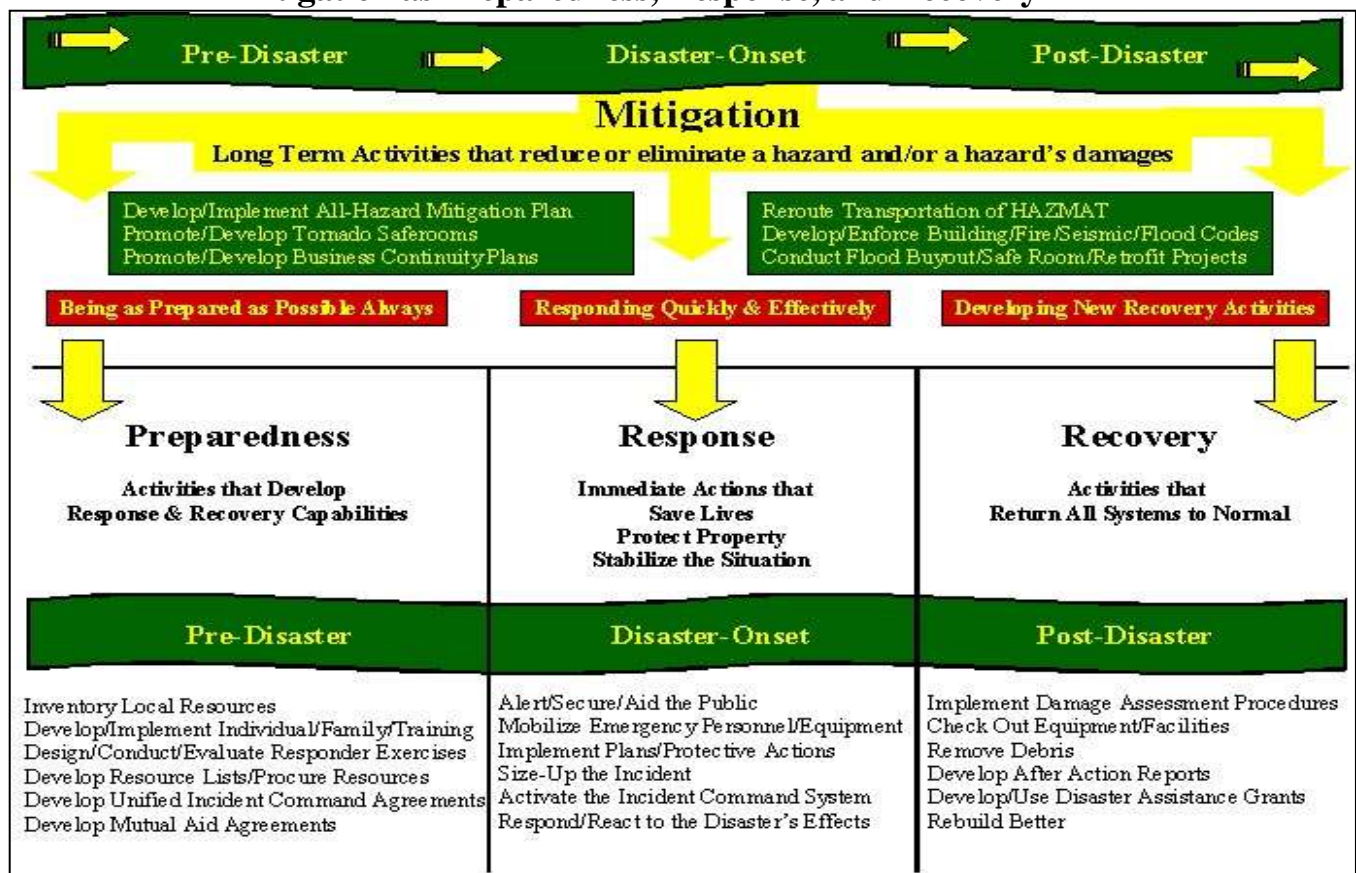 Preparedness, Response, and Recovery
Pre-Disaster
Disaster-Onset
Post-Disaster
Mitigation
Long Term Activities that reduce or eliminate a hazard and/or a hazard's damages
Develop/Implement All-Hazard Mitigation Plan
Promote/Develop Tornado Saferooms
Promote/Develop Business Continuity Plans
Reroute Transportation of HAZMAT
Develop/Enforce Building/Fire/Seismic/Flood Codes
Conduct Flood Buyout/Safe Room/Retrofit Projects
Being as Prepared as Possible Always
Responding Quickly & Effectively
Developing New Recovery Activities
Preparedness
Activities that Develop
Response & Recovery Capabilities
Response
Immediate Actions that
Save Lives
Protect Property
Stabilize the Situation
Recovery
Activities that
Return All Systems to Normal
Pre-Disaster
Disaster-Onset
Post-Disaster
Inventory Local Resources
Develop/Implement Individual/Family/Training
Design/Conduct/Evaluate Responder Exercises
Develop Resource Lists/Procure Resources
Develop Unified Incident Command Agreements
Develop Mutual Aid Agreements
Alert/Secure/Aid the Public
Mobilize Emergency Personnel/Equipment
Implement Plans/Protective Actions
Size-Up the Incident
Activate the Incident Command System
Respond/React to the Disaster's Effects
Implement Damage Assessment Procedures
Check Out Equipment/Facilities
Remove Debris
Develop After Action Reports
Develop/Use Disaster Assistance Grants
Rebuild Better